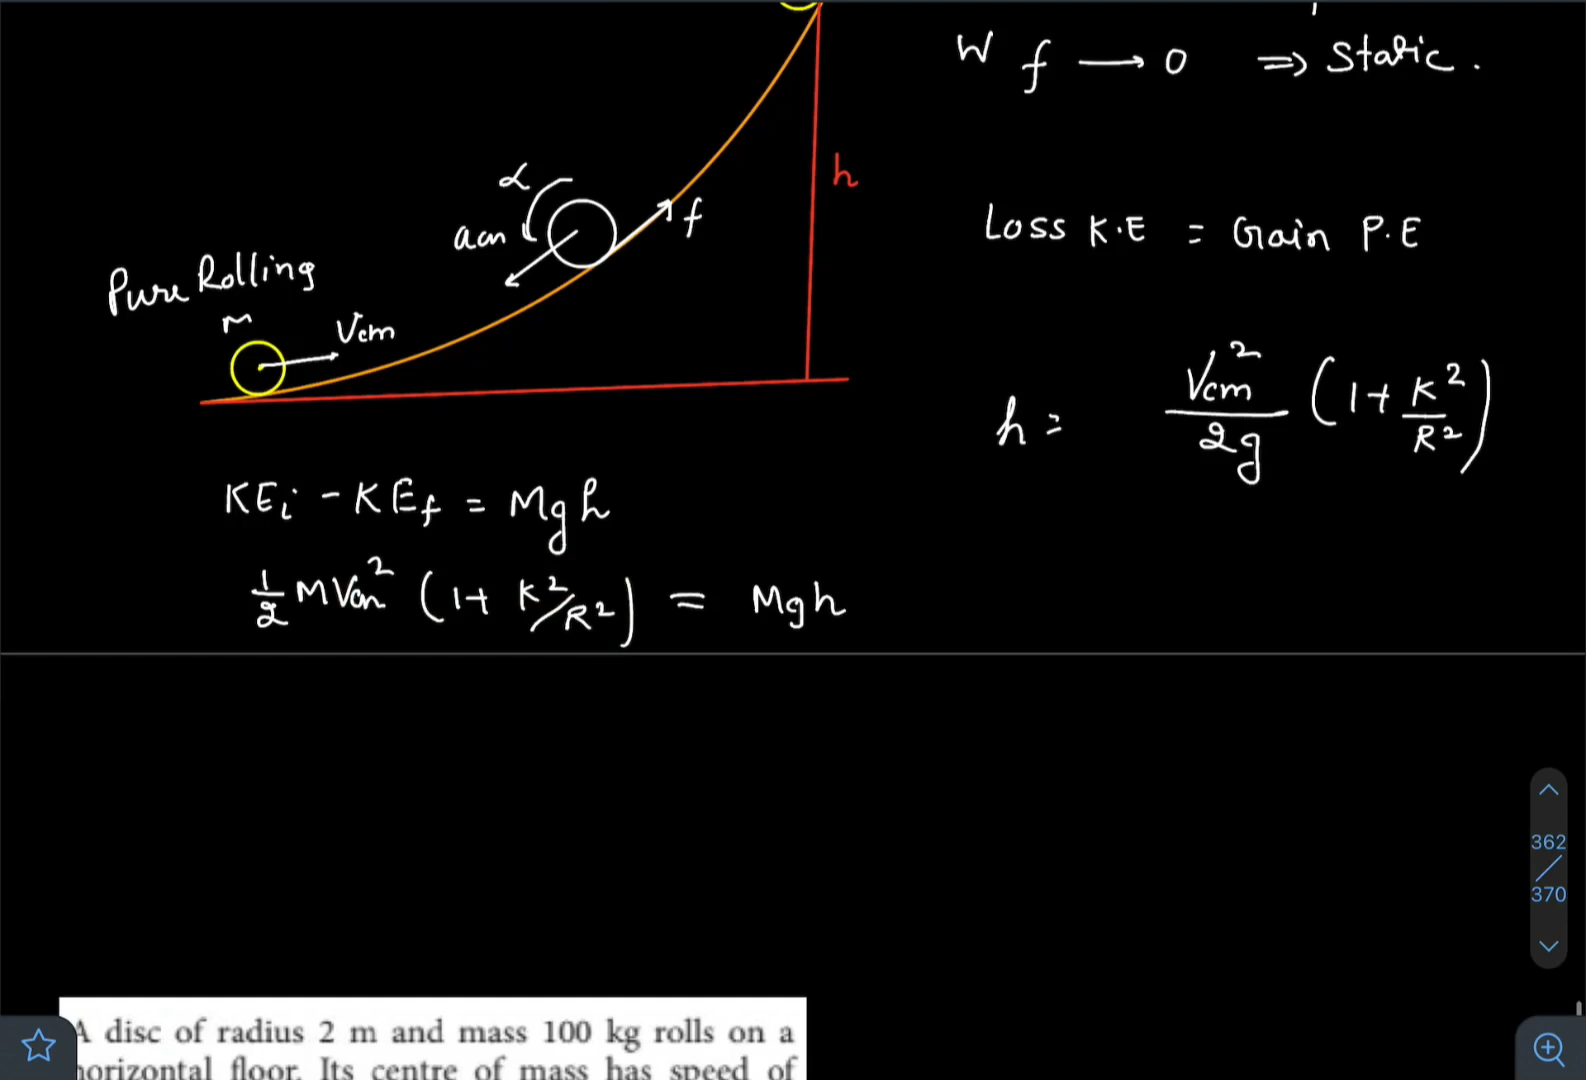 W f → 0 ⇒ Static.
h
α
acm
f
Loss K.E = Gain P.E
Pure Rolling
M
Vcm
h = Vcm²/2g (1 + K²/R²)
KEi - KEf = Mgh
1/2 MVcm² (1 + K²/R²) = Mgh
362
/
370
A disc of radius 2 m and mass 100 kg rolls on a
horizontal floor. Its centre of mass has speed of